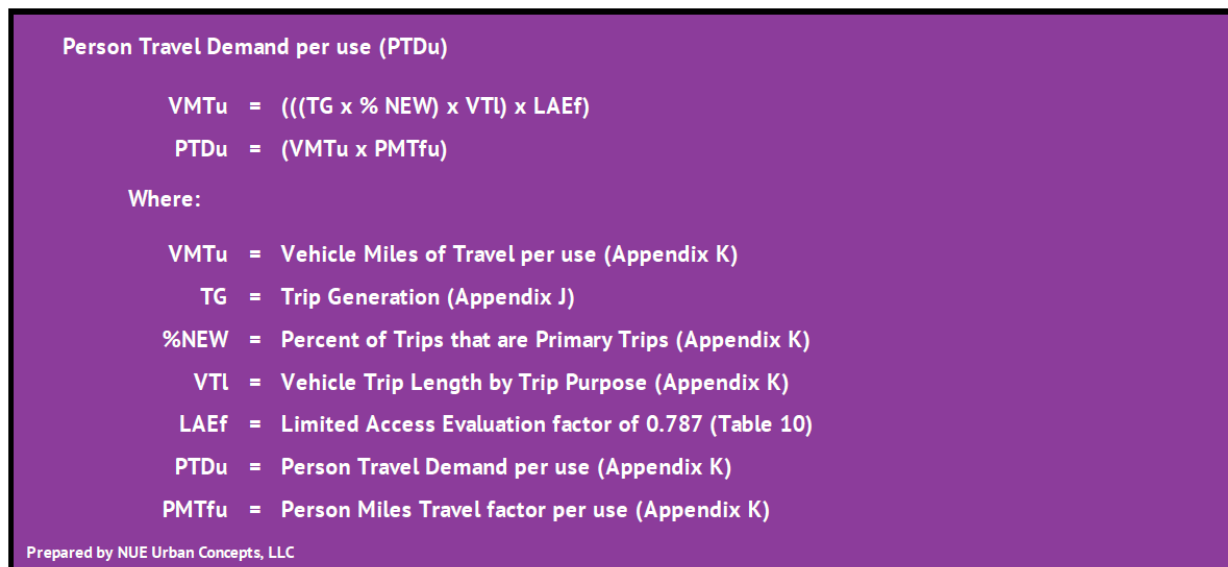 Person Travel Demand per use (PTDu)
VMTu = (((TG x % NEW) x VTl) x LAEf)
PTDu = (VMTu x PMTfu)
Where:
VMTu = Vehicle Miles of Travel per use (Appendix K)
TG = Trip Generation (Appendix J)
%NEW = Percent of Trips that are Primary Trips (Appendix K)
VTl = Vehicle Trip Length by Trip Purpose (Appendix K)
LAEf = Limited Access Evaluation factor of 0.787 (Table 10)
PTDu = Person Travel Demand per use (Appendix K)
PMTfu = Person Miles Travel factor per use (Appendix K)
Prepared by NUE Urban Concepts, LLC